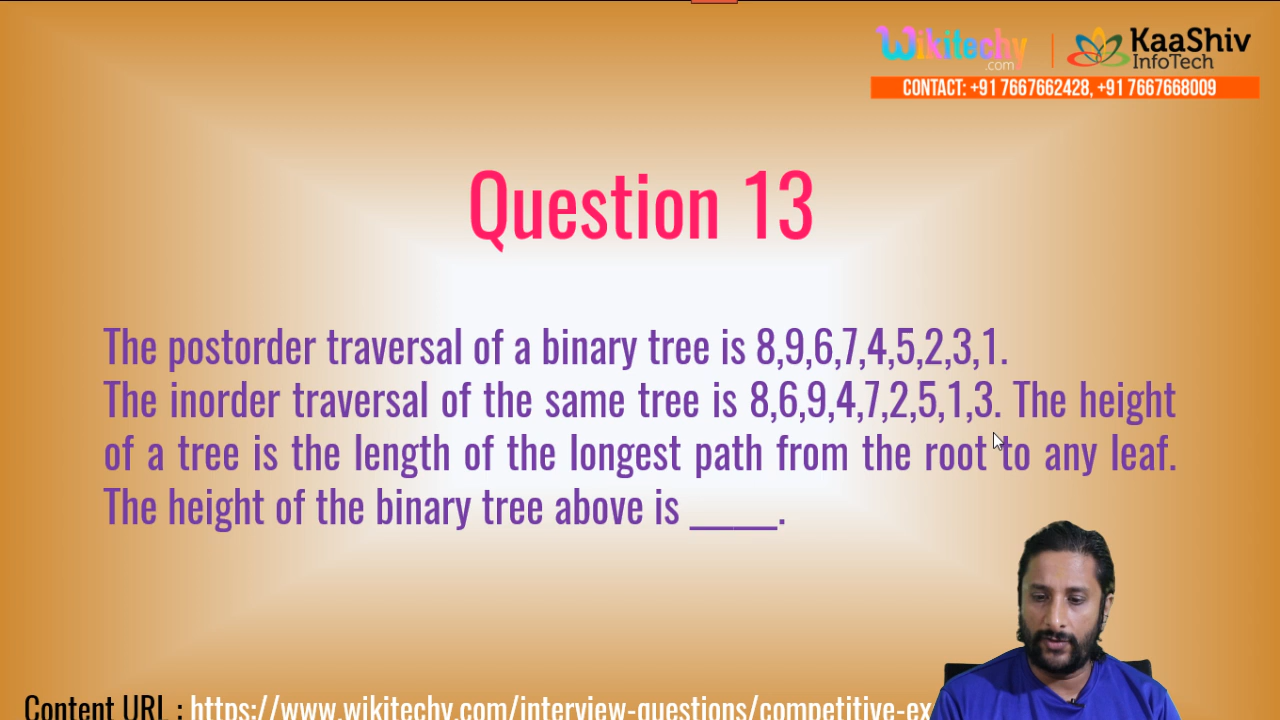 Wikitechy
.com
KaaShiv
InfoTech
CONTACT: +91 7667662428, +91 7667668009
Question 13
The postorder traversal of a binary tree is 8,9,6,7,4,5,2,3,1.
The inorder traversal of the same tree is 8,6,9,4,7,2,5,1,3. The height
of a tree is the length of the longest path from the root to any leaf.
The height of the binary tree above is _____.
Content URL : https://www.wikitechy.com/interview-questions/competitive-ex